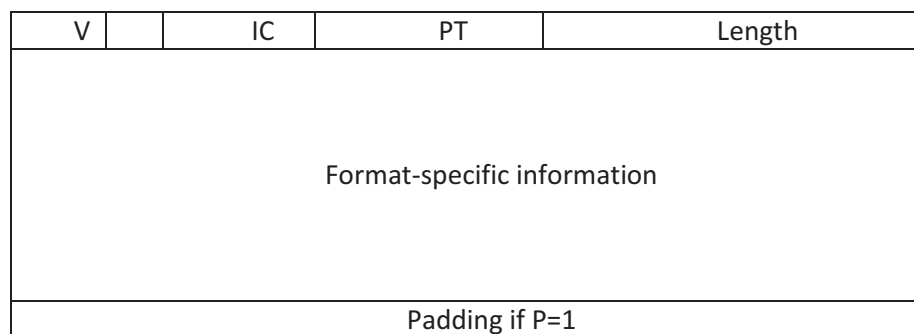 V IC PT Length
Format-specific information
Padding if P=1